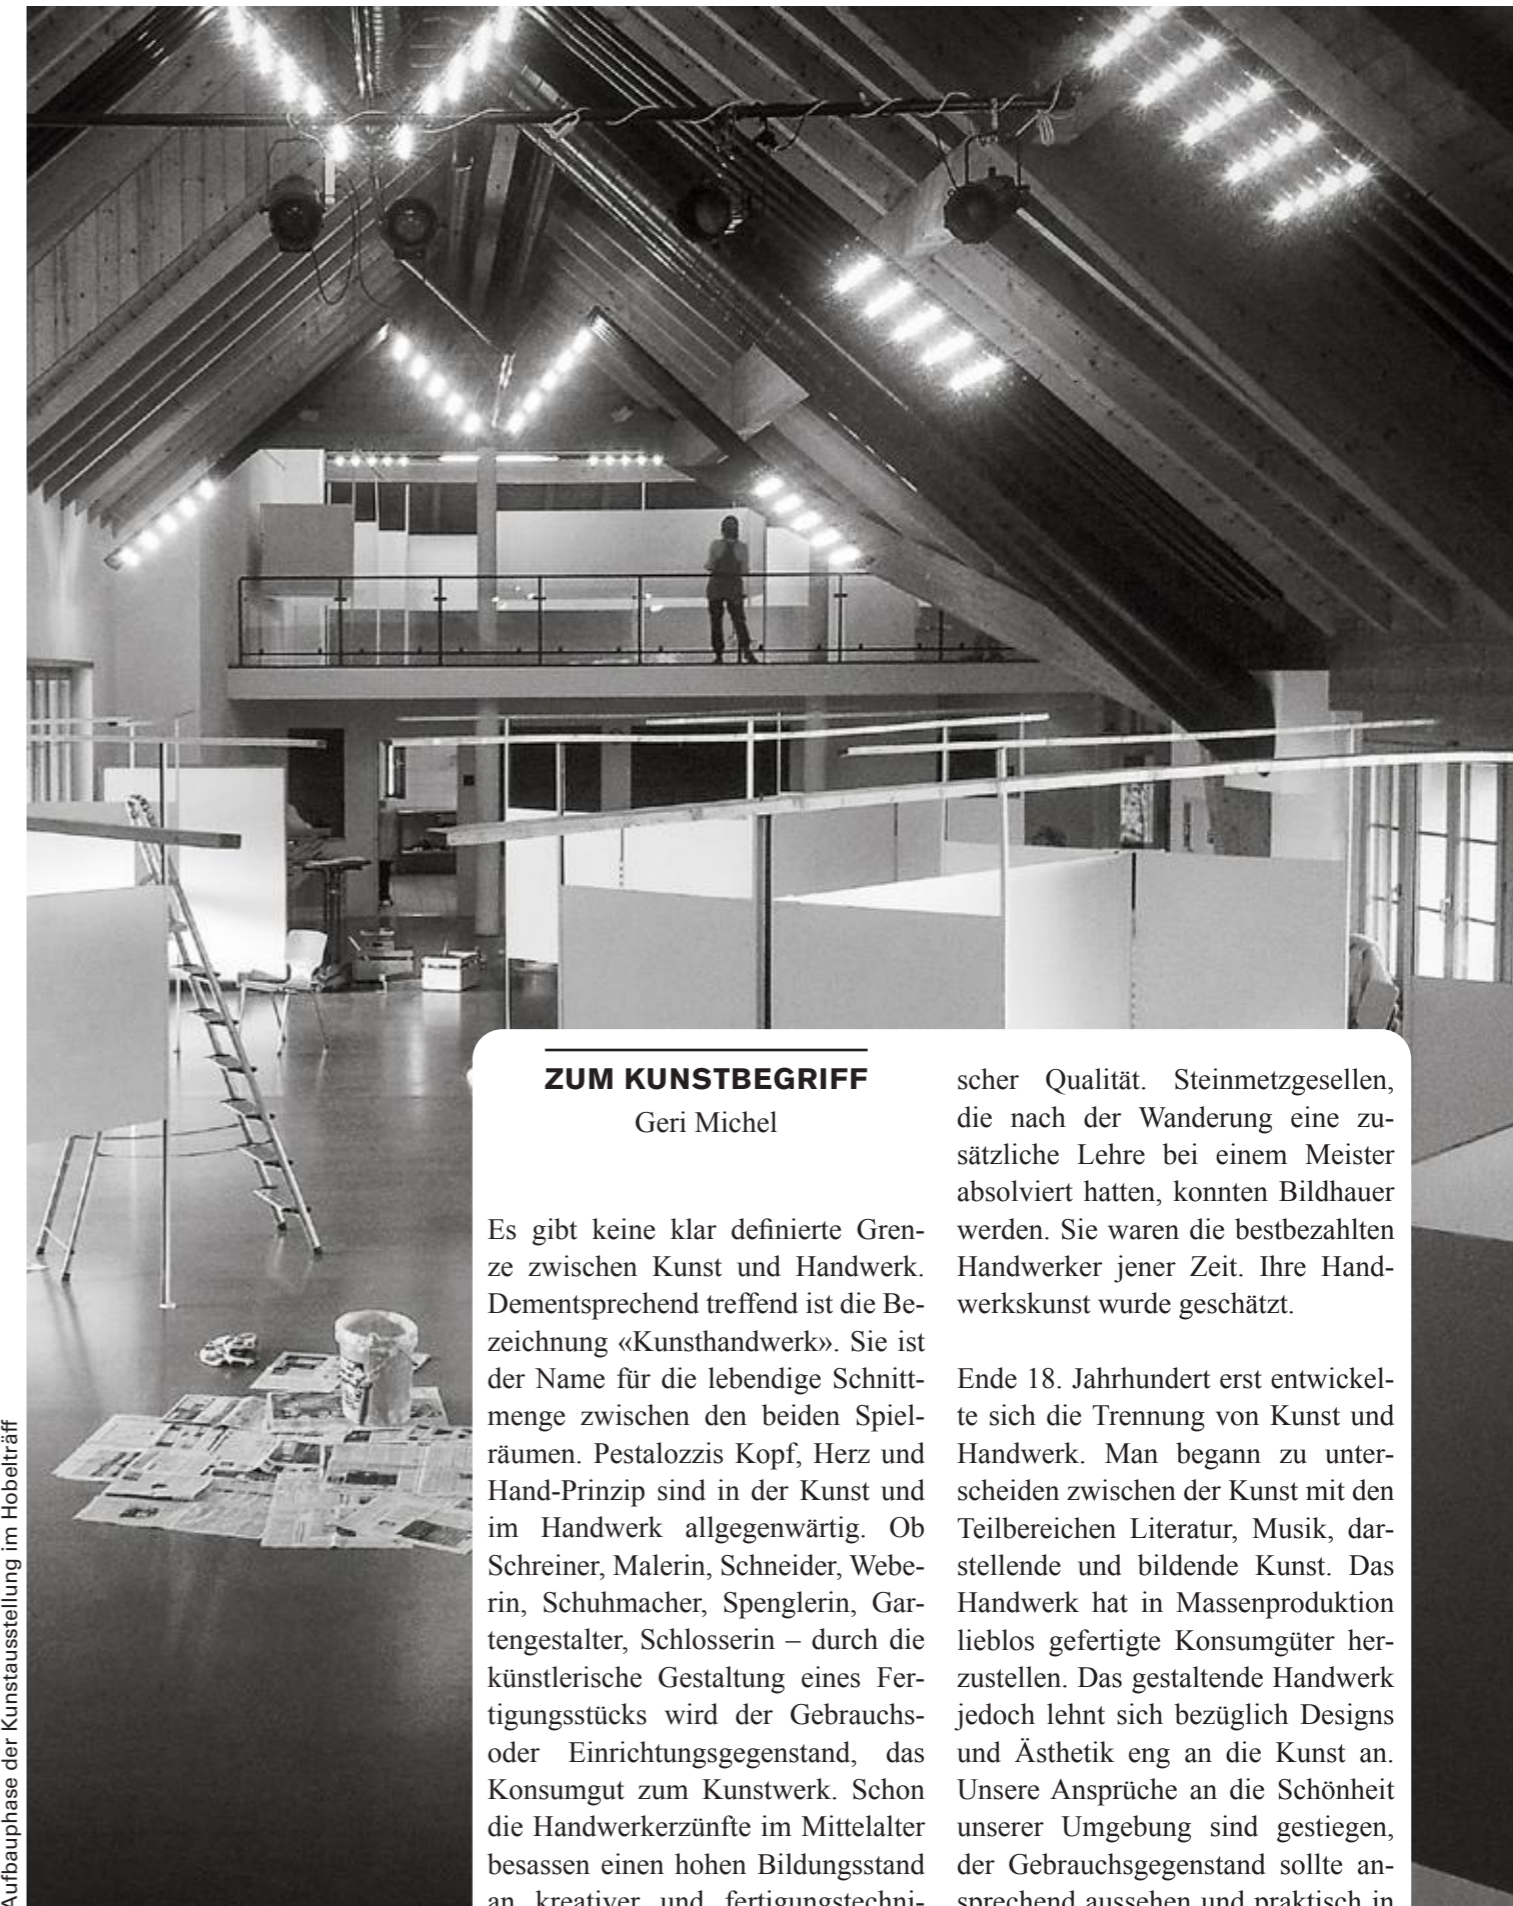 Aufbauphase der Kunstausstellung im Hobelträff
ZUM KUNSTBEGRIFF
Geri Michel
Es gibt keine klar definierte Gren-
ze zwischen Kunst und Handwerk.
Dementsprechend treffend ist die Be-
zeichnung «Kunsthandwerk». Sie ist
der Name für die lebendige Schnitt-
menge zwischen den beiden Spiel-
räumen. Pestalozzis Kopf, Herz und
Hand-Prinzip sind in der Kunst und
im Handwerk allgegenwärtig. Ob
Schreiner, Malerin, Schneider, Webe-
rin, Schuhmacher, Spenglerin, Gar-
tengestalter, Schlosserin – durch die
künstlerische Gestaltung eines Fer-
tigungsstücks wird der Gebrauchs-
oder Einrichtungsgegenstand, das
Konsumgut zum Kunstwerk. Schon
die Handwerkerzünfte im Mittelalter
besassen einen hohen Bildungsstand
an kreativer und fertigungstechni-
scher Qualität. Steinmetzgesellen,
die nach der Wanderung eine zu-
sätzliche Lehre bei einem Meister
absolviert hatten, konnten Bildhauer
werden. Sie waren die bestbezahlten
Handwerker jener Zeit. Ihre Hand-
werkskunst wurde geschätzt.
Ende 18. Jahrhundert erst entwickel-
te sich die Trennung von Kunst und
Handwerk. Man begann zu unter-
scheiden zwischen der Kunst mit den
Teilbereichen Literatur, Musik, dar-
stellende und bildende Kunst. Das
Handwerk hat in Massenproduktion
lieblos gefertigte Konsumgüter her-
zustellen. Das gestaltende Handwerk
jedoch lehnt sich bezüglich Designs
und Ästhetik eng an die Kunst an.
Unsere Ansprüche an die Schönheit
unserer Umgebung sind gestiegen,
der Gebrauchsgegenstand sollte an-
sprechend aussehen und praktisch in